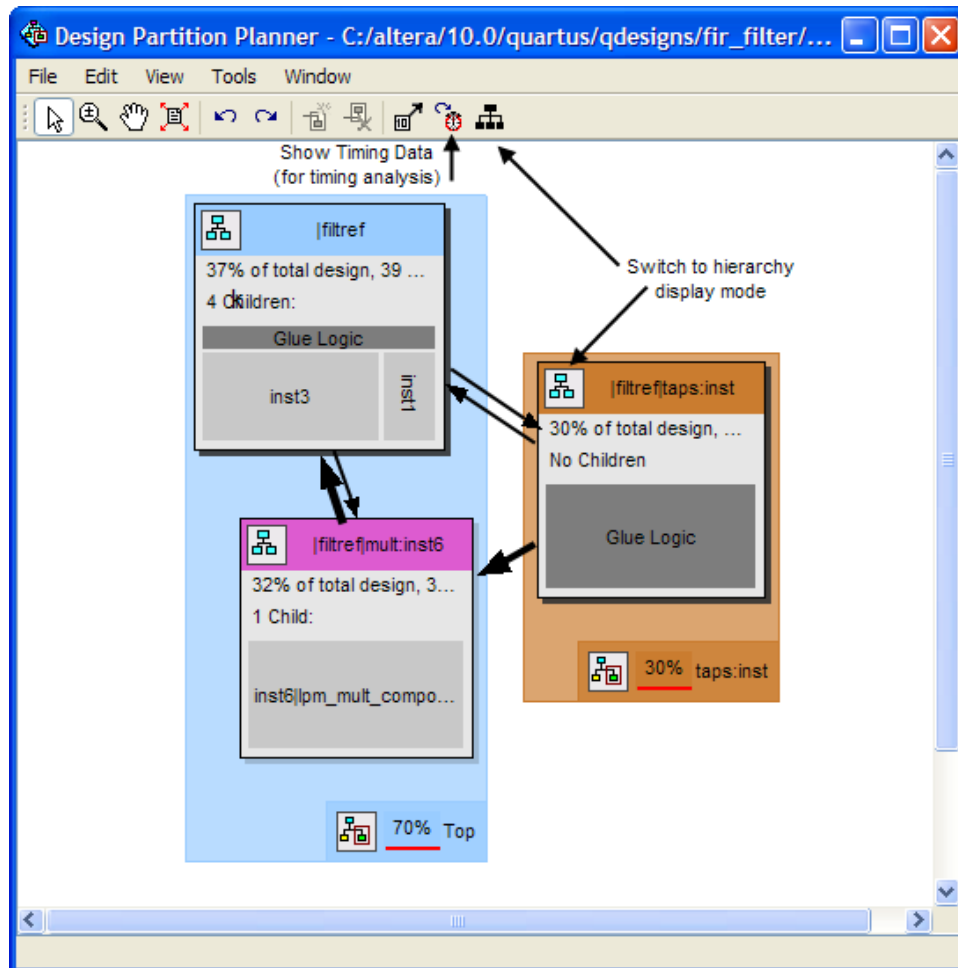 Design Partition Planner - C:/altera/10.0/quartus/qdesigns/fir_filter/...
File Edit View Tools Window
Show Timing Data
(for timing analysis)
|filtref
37% of total design, 39 ...
4 Children:
Glue Logic
inst3
inst1
Switch to hierarchy
display mode
|filtref|taps:inst
30% of total design, ...
No Children
Glue Logic
30% taps:inst
|filtref|mult:inst6
32% of total design, 3...
1 Child:
inst6|lpm_mult_compo...
70% Top